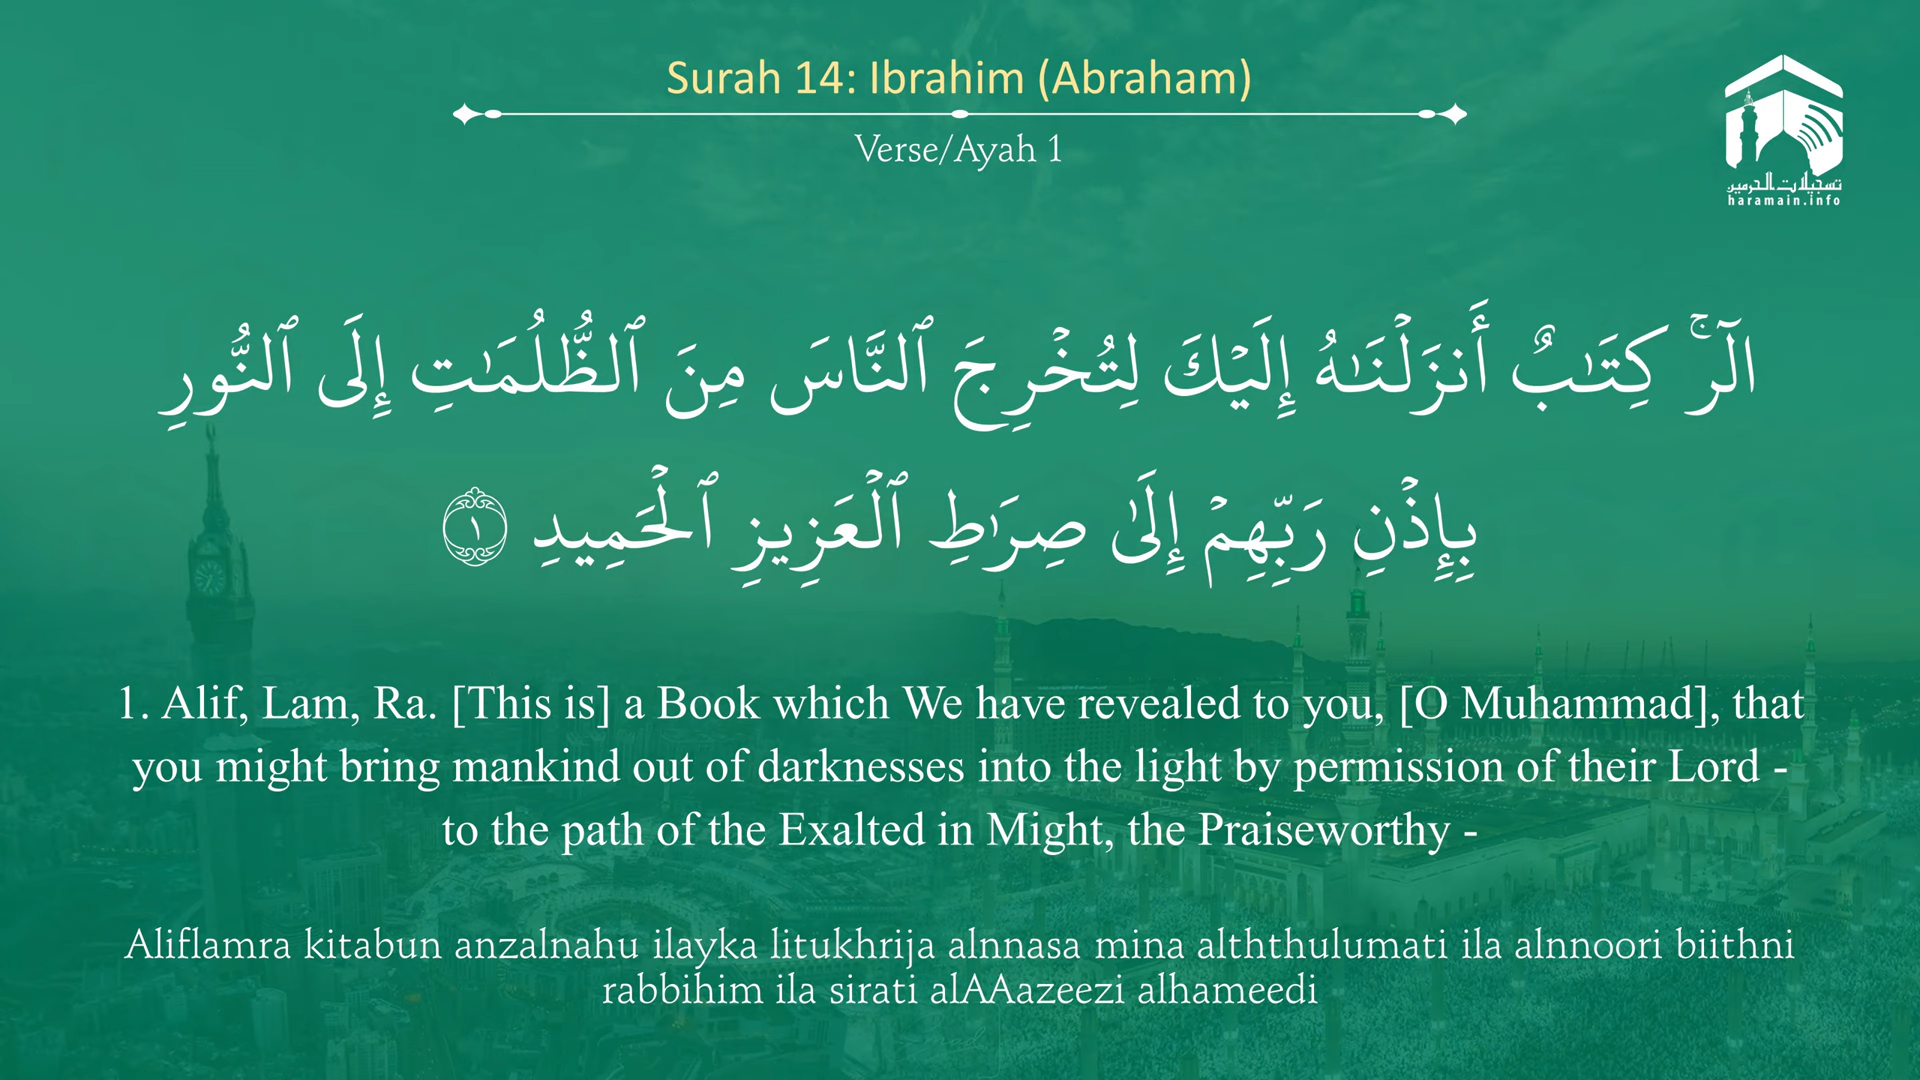 Surah 14: Ibrahim (Abraham)
Verse/Ayah 1
تسجيلات الحرمين
haramain.info
الٓرۚ كِتَٰبٌ أَنزَلْنَٰهُ إِلَيْكَ لِتُخْرِجَ ٱلنَّاسَ مِنَ ٱلظُّلُمَٰتِ إِلَى ٱلنُّورِ
بِإِذْنِ رَبِّهِمْ إِلَىٰ صِرَٰطِ ٱلْعَزِيزِ ٱلْحَمِيدِ ١
1. Alif, Lam, Ra. [This is] a Book which We have revealed to you, [O Muhammad], that
you might bring mankind out of darknesses into the light by permission of their Lord -
to the path of the Exalted in Might, the Praiseworthy -
Aliflamra kitabun anzalnahu ilayka litukhrija alnnasa mina alththulumati ila alnnoori biithni
rabbihim ila sirati alAAazeezi alhameedi